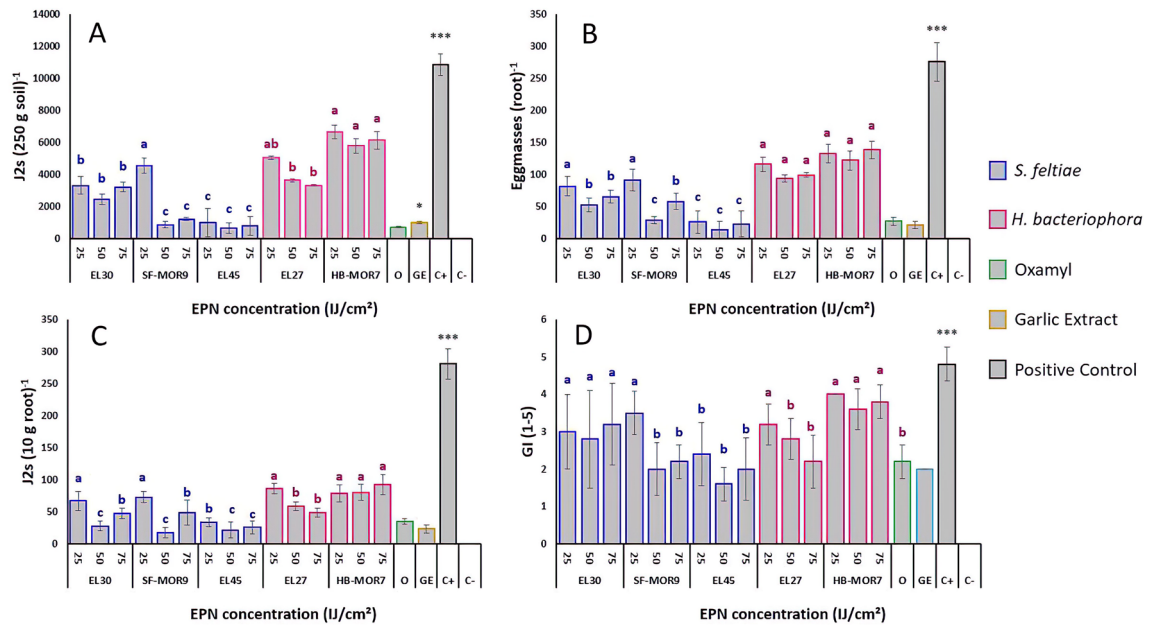 A
J2s (250 g soil)⁻¹
14000
12000
10000
8000
6000
4000
2000
0
b b b a c c c c c ab b b a a a * ***
25 50 75 25 50 75 25 50 75 25 50 75 25 50 75 O GE C+ C-
EL30 SF-MOR9 EL45 EL27 HB-MOR7
EPN concentration (IJ/cm²)
B
Eggmasses (root)⁻¹
350
300
250
200
150
100
50
0
a b b a c b c c c a a a a a a ***
25 50 75 25 50 75 25 50 75 25 50 75 25 50 75 O GE C+ C-
EL30 SF-MOR9 EL45 EL27 HB-MOR7
EPN concentration (IJ/cm²)
C
J2s (10 g root)⁻¹
350
300
250
200
150
100
50
0
a c b a c b b c c a b b a a a ***
25 50 75 25 50 75 25 50 75 25 50 75 25 50 75 O GE C+ C-
EL30 SF-MOR9 EL45 EL27 HB-MOR7
EPN concentration (IJ/cm²)
D
GI (1-5)
6
5
4
3
2
1
0
a a a a b b b b b a b b a a a b ***
25 50 75 25 50 75 25 50 75 25 50 75 25 50 75 O GE C+ C-
EL30 SF-MOR9 EL45 EL27 HB-MOR7
EPN concentration (IJ/cm²)
S. feltiae
H. bacteriophora
Oxamyl
Garlic Extract
Positive Control